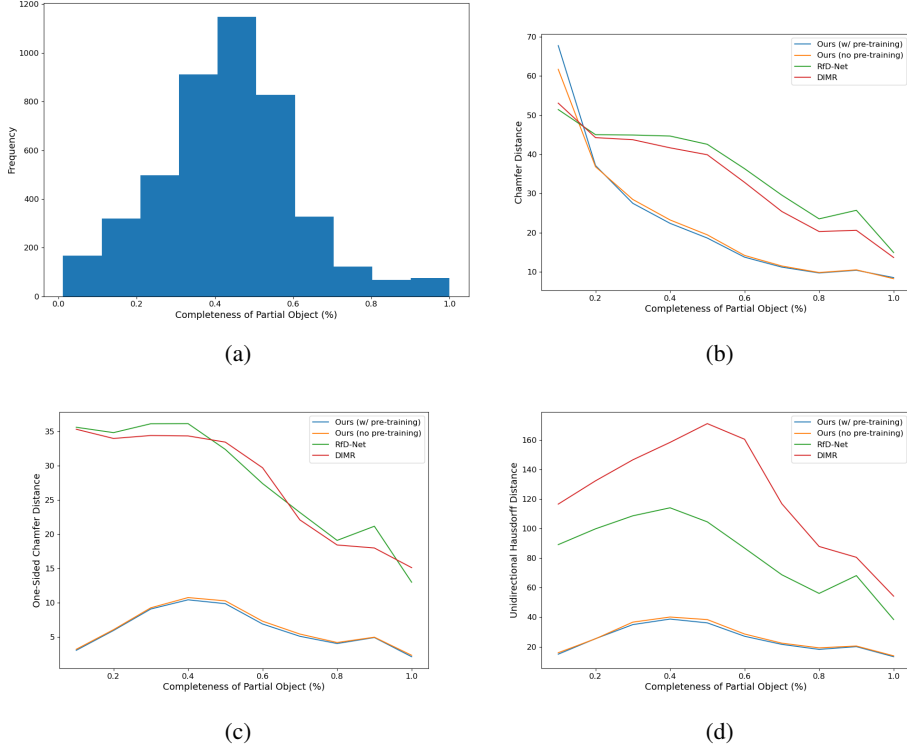 1200
1000
800
600
400
200
0
Frequency
0.0 0.2 0.4 0.6 0.8 1.0
Completeness of Partial Object (%)
(a)
70
60
50
40
30
20
10
Chamfer Distance
Ours (w/ pre-training)
Ours (no pre-training)
RfD-Net
DIMR
0.2 0.4 0.6 0.8 1.0
Completeness of Partial Object (%)
(b)
35
30
25
20
15
10
5
One-Sided Chamfer Distance
Ours (w/ pre-training)
Ours (no pre-training)
RfD-Net
DIMR
0.2 0.4 0.6 0.8 1.0
Completeness of Partial Object (%)
(c)
160
140
120
100
80
60
40
20
Unidirectional Hausdorff Distance
Ours (w/ pre-training)
Ours (no pre-training)
RfD-Net
DIMR
0.2 0.4 0.6 0.8 1.0
Completeness of Partial Object (%)
(d)